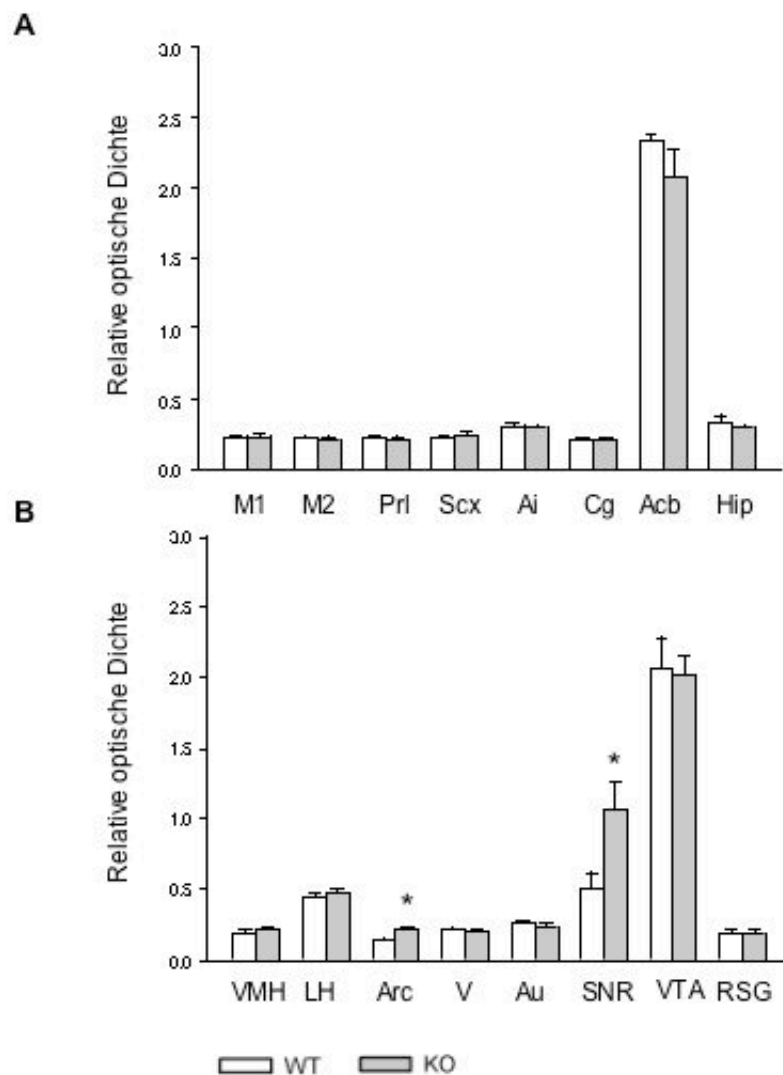 A
Relative optische Dichte
3.0
2.5
2.0
1.5
1.0
0.5
0.0
M1 M2 Prl Scx Ai Cg Acb Hip
B
Relative optische Dichte
3.0
2.5
2.0
1.5
1.0
0.5
0.0
* *
VMH LH Arc V Au SNR VTA RSG
WT KO